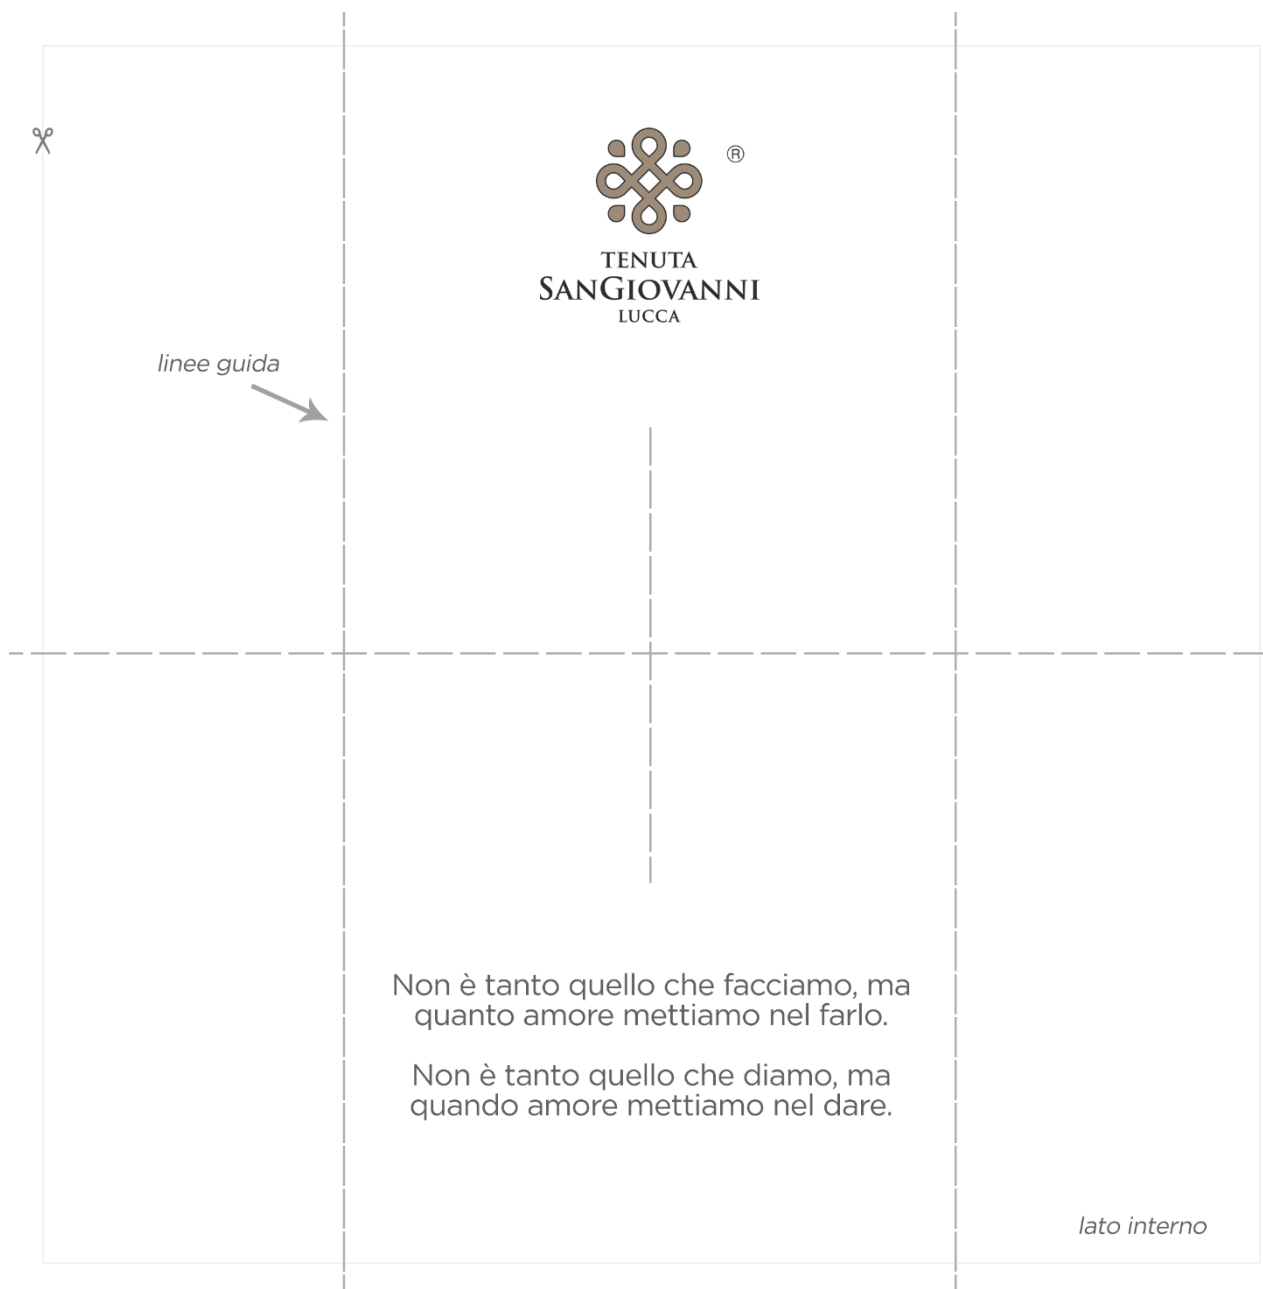 ®
TENUTA
SANGIOVANNI
LUCCA
linee guida
Non è tanto quello che facciamo, ma
quanto amore mettiamo nel farlo.
Non è tanto quello che diamo, ma
quando amore mettiamo nel dare.
lato interno